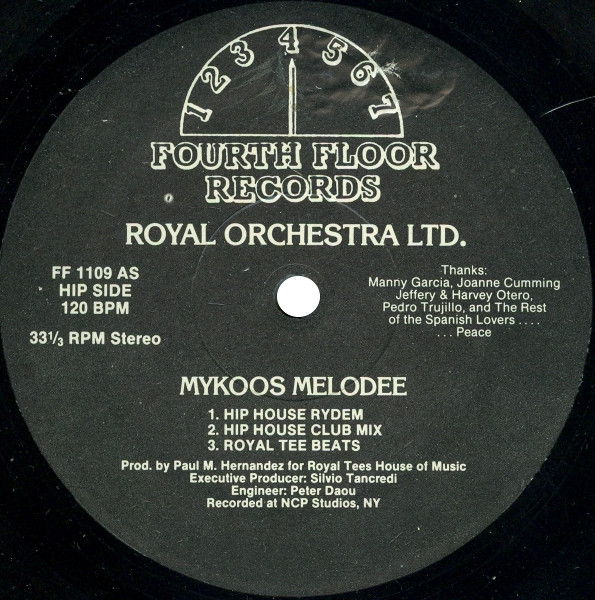 1 2 3 4 5 6 7
FOURTH FLOOR
RECORDS
ROYAL ORCHESTRA LTD.
FF 1109 AS
HIP SIDE
120 BPM
33 1/3 RPM Stereo
Thanks:
Manny Garcia, Joanne Cumming
Jeffery & Harvey Otero,
Pedro Trujillo, and The Rest
of the Spanish Lovers ....
... Peace
MYKOOS MELODEE
1. HIP HOUSE RYDEM
2. HIP HOUSE CLUB MIX
3. ROYAL TEE BEATS
Prod. by Paul M. Hernandez for Royal Tees House of Music
Executive Producer: Silvio Tancredi
Engineer: Peter Daou
Recorded at NCP Studios, NY